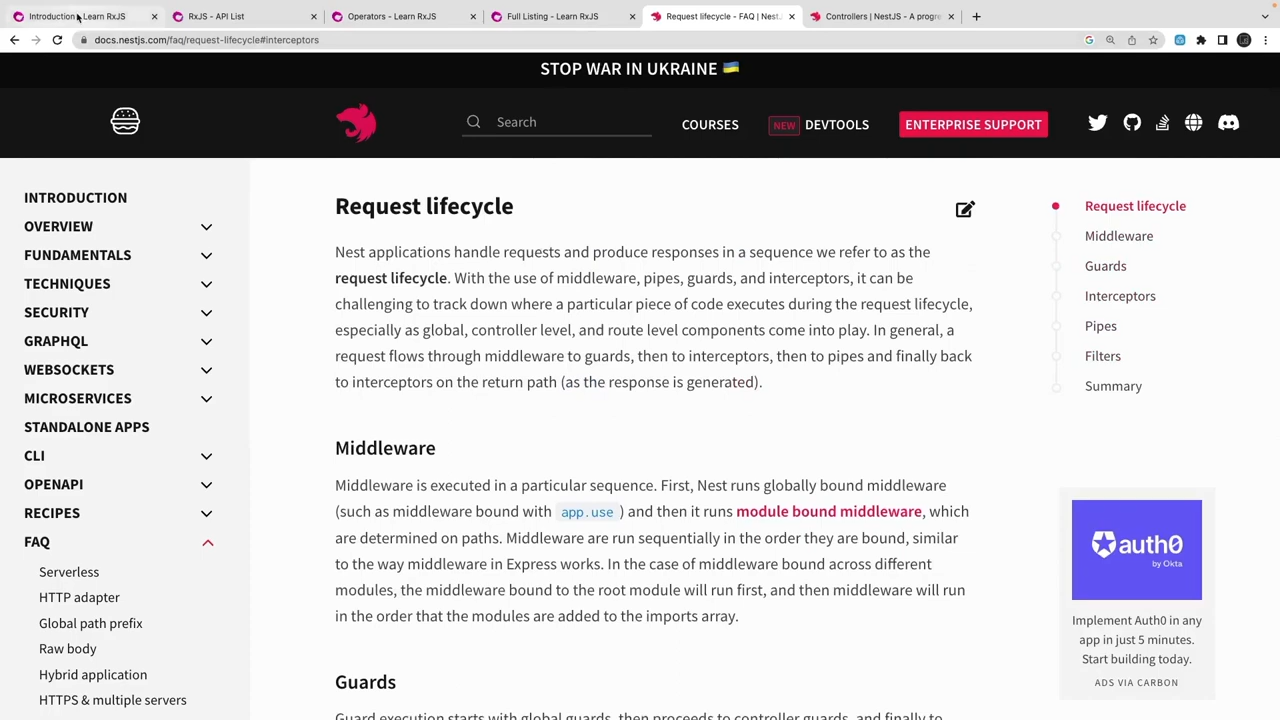 Introduction - Learn RxJS
RxJS - API List
Operators - Learn RxJS
Full Listing - Learn RxJS
Request lifecycle - FAQ | Nest
Controllers | NestJS - A progre
docs.nestjs.com/faq/request-lifecycle#interceptors
STOP WAR IN UKRAINE 🇺🇦
Search
COURSES
NEW DEVTOOLS
ENTERPRISE SUPPORT
INTRODUCTION
OVERVIEW
FUNDAMENTALS
TECHNIQUES
SECURITY
GRAPHQL
WEBSOCKETS
MICROSERVICES
STANDALONE APPS
CLI
OPENAPI
RECIPES
FAQ
Serverless
HTTP adapter
Global path prefix
Raw body
Hybrid application
HTTPS & multiple servers
Request lifecycle
Nest applications handle requests and produce responses in a sequence we refer to as the
request lifecycle. With the use of middleware, pipes, guards, and interceptors, it can be
challenging to track down where a particular piece of code executes during the request lifecycle,
especially as global, controller level, and route level components come into play. In general, a
request flows through middleware to guards, then to interceptors, then to pipes and finally back
to interceptors on the return path (as the response is generated).
Middleware
Middleware is executed in a particular sequence. First, Nest runs globally bound middleware
(such as middleware bound with app.use ) and then it runs module bound middleware, which
are determined on paths. Middleware are run sequentially in the order they are bound, similar
to the way middleware in Express works. In the case of middleware bound across different
modules, the middleware bound to the root module will run first, and then middleware will run
in the order that the modules are added to the imports array.
Guards
Guard execution starts with global guards, then proceeds to controller guards, and finally to
Request lifecycle
Middleware
Guards
Interceptors
Pipes
Filters
Summary
auth0
by Okta
Implement Auth0 in any
app in just 5 minutes.
Start building today.
ADS VIA CARBON